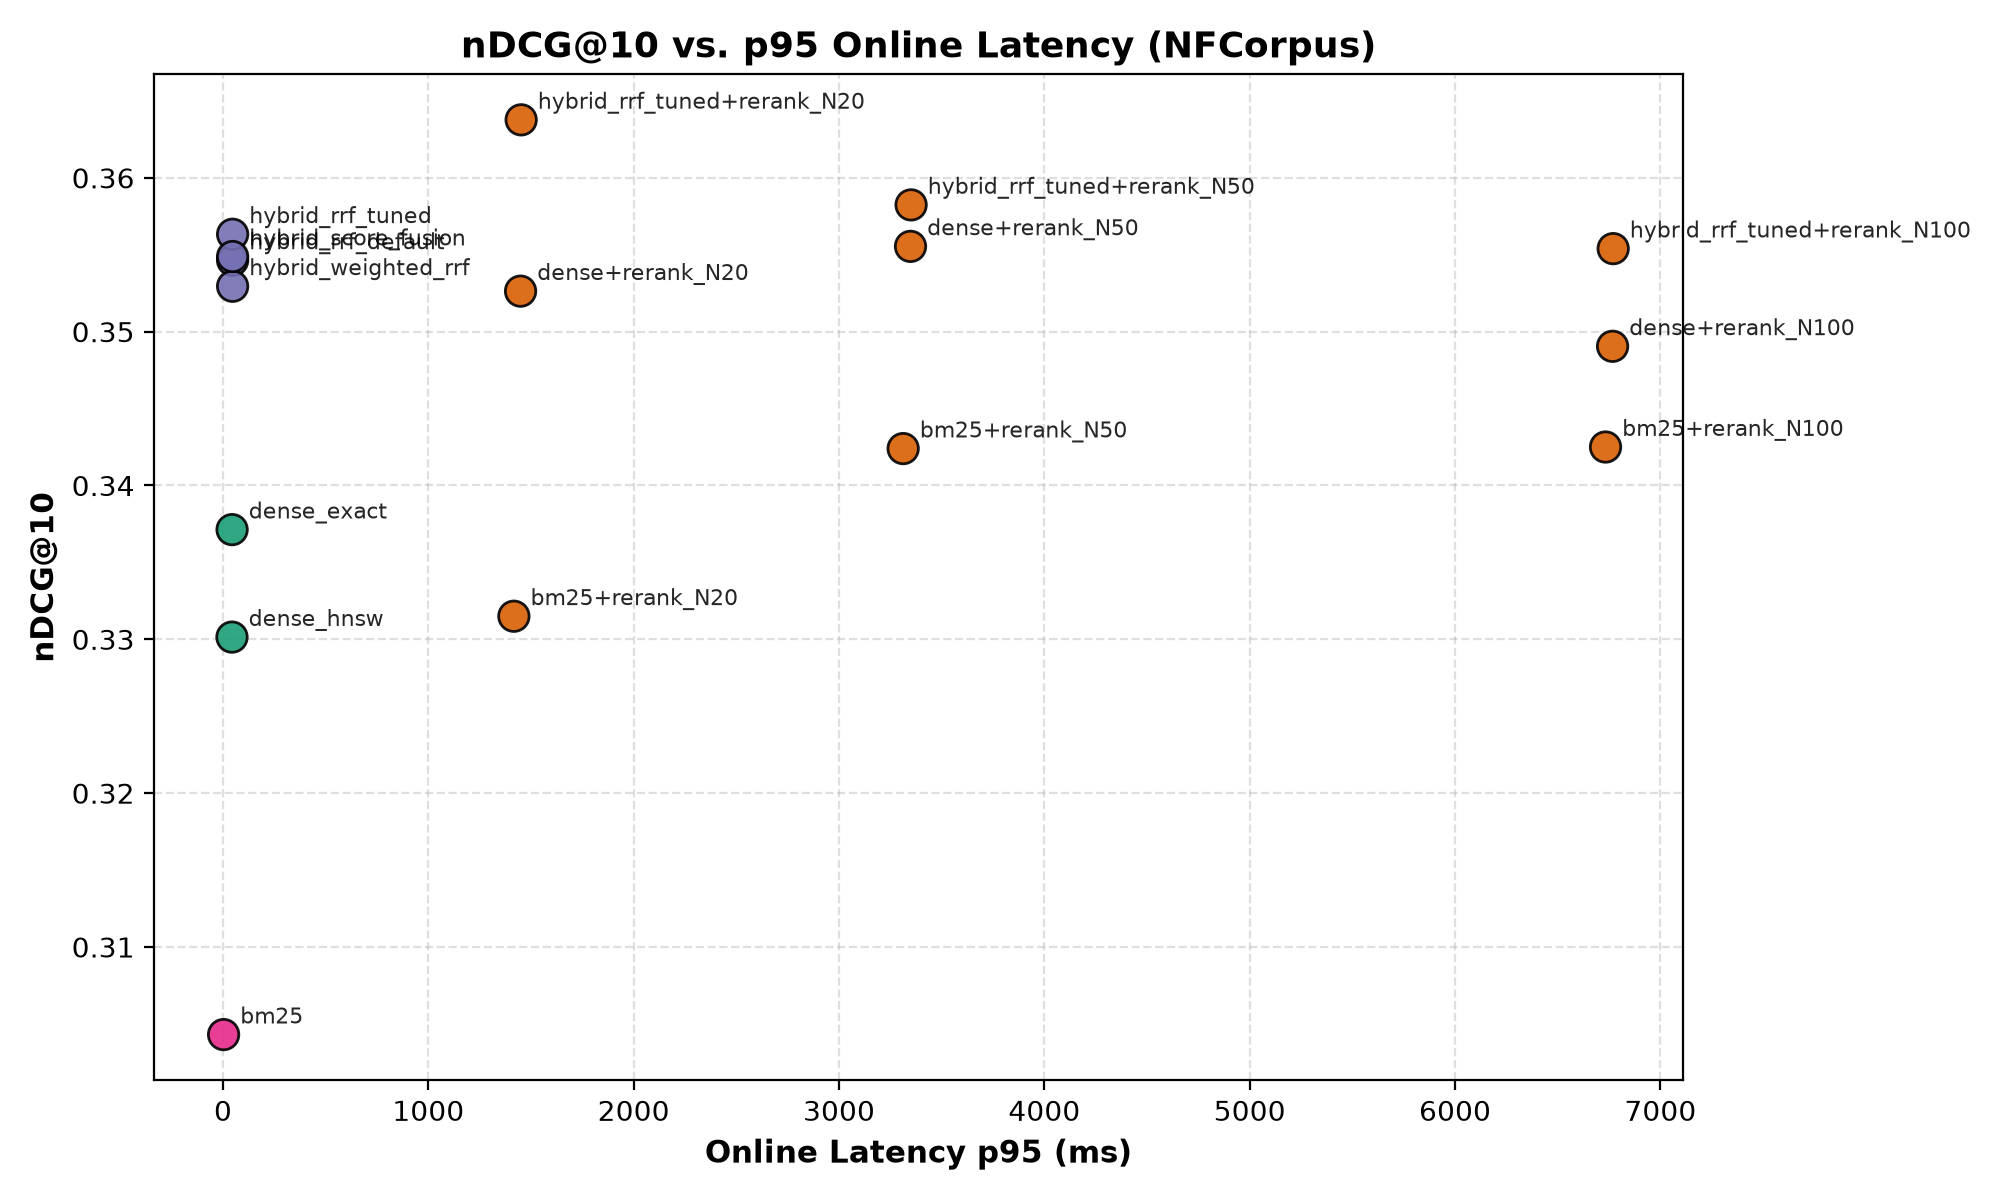 nDCG@10 vs. p95 Online Latency (NFCorpus)
hybrid_rrf_tuned+rerank_N20
0.36
hybrid_rrf_tuned+rerank_N50
hybrid_rrf_tuned
dense+rerank_N50
hybrid_rrf_tuned+rerank_N100
hybrid_score_fusion
hybrid_rrf_default
hybrid_weighted_rrf
dense+rerank_N20
0.35
dense+rerank_N100
bm25+rerank_N50
bm25+rerank_N100
0.34
dense_exact
nDCG@10
bm25+rerank_N20
dense_hnsw
0.33
0.32
0.31
bm25
0 1000 2000 3000 4000 5000 6000 7000
Online Latency p95 (ms)